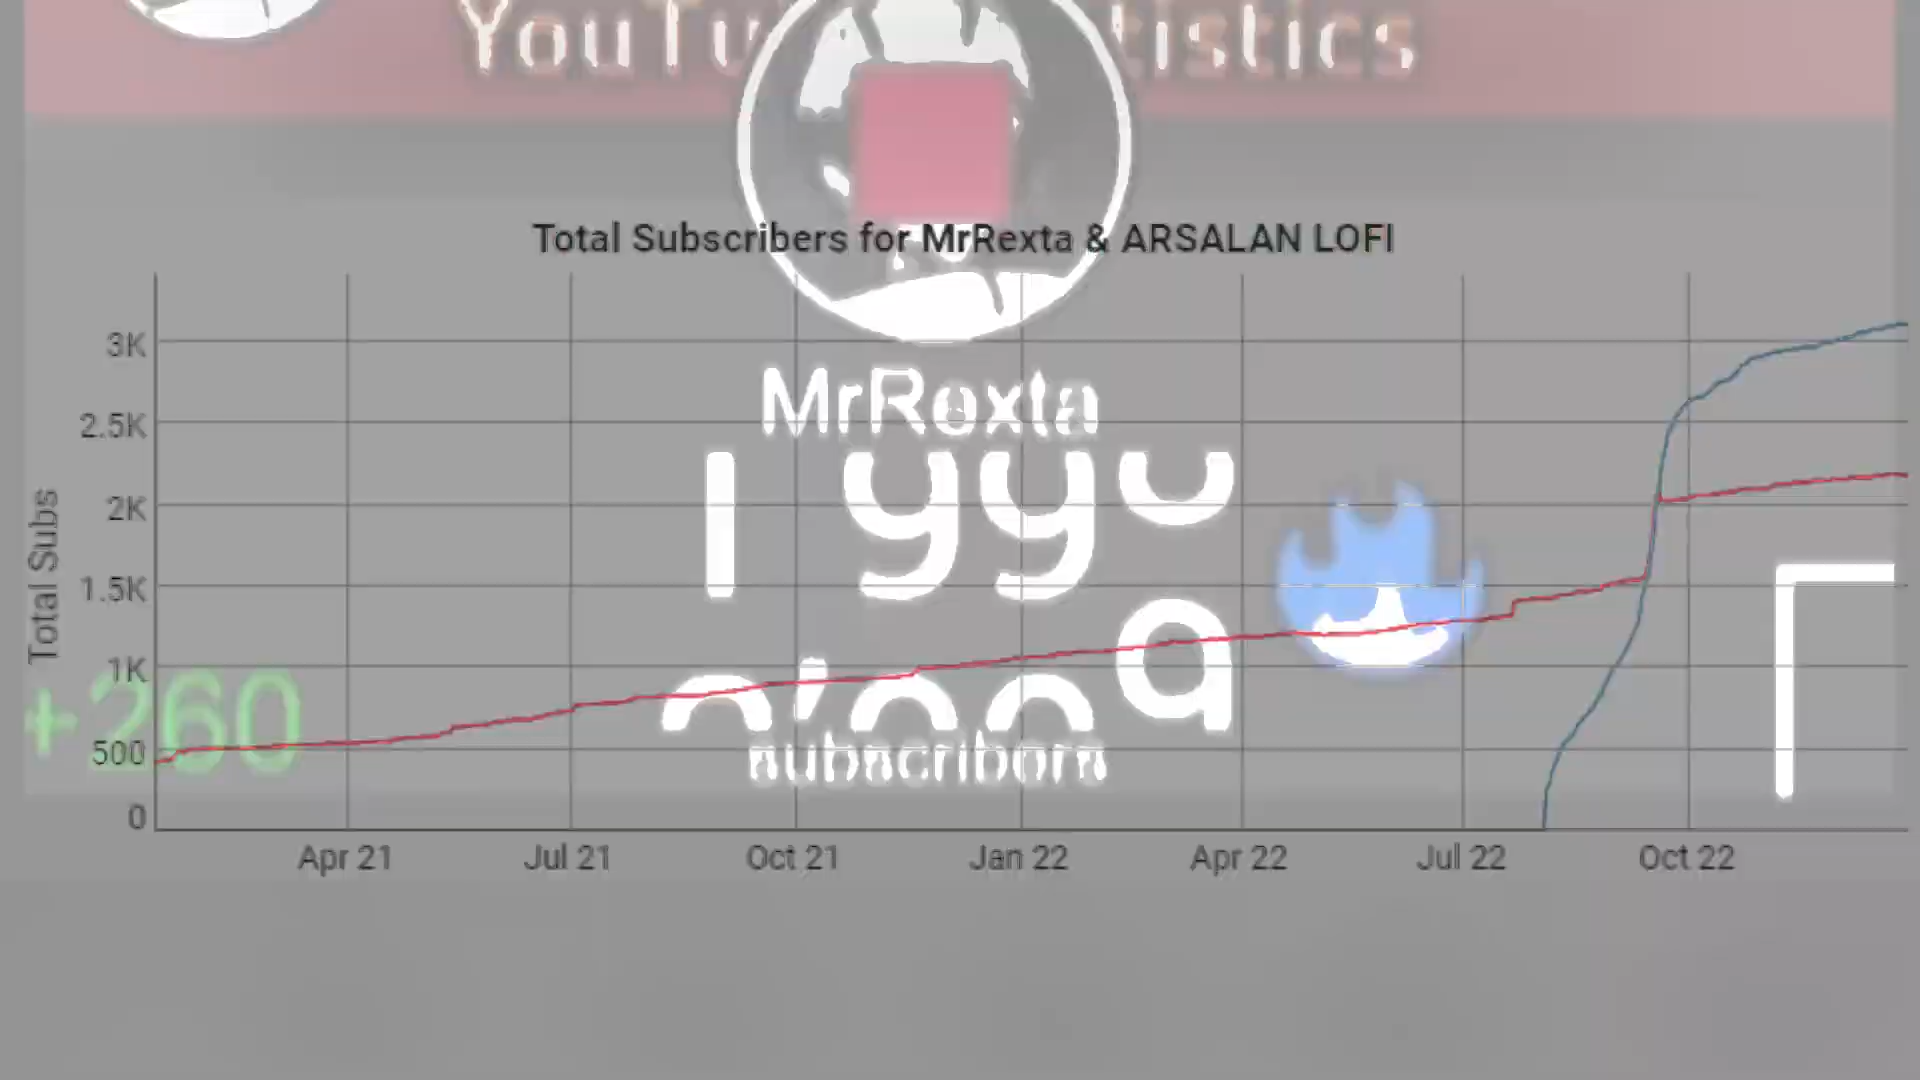 Total Subscribers for MrRexta & ARSALAN LOFI
3K
2.5K
2K
1.5K
1K
500
0
Total Subs
Apr 21
Jul 21
Oct 21
Jan 22
Apr 22
Jul 22
Oct 22
MrRexta
subscribers
+260